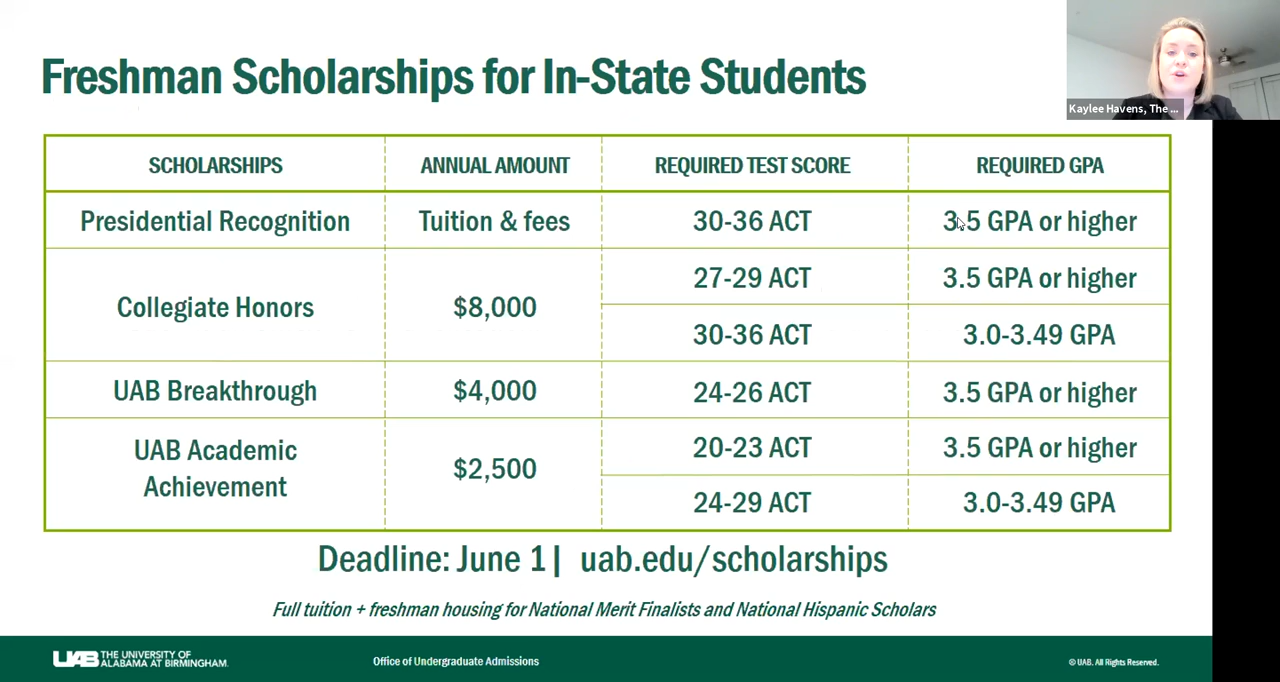 Freshman Scholarships for In-State Students
Kaylee Havens, The ...
SCHOLARSHIPS ANNUAL AMOUNT REQUIRED TEST SCORE REQUIRED GPA
Presidential Recognition Tuition & fees 30-36 ACT 3.5 GPA or higher
Collegiate Honors $8,000 27-29 ACT 3.5 GPA or higher
30-36 ACT 3.0-3.49 GPA
UAB Breakthrough $4,000 24-26 ACT 3.5 GPA or higher
UAB Academic
Achievement $2,500 20-23 ACT 3.5 GPA or higher
24-29 ACT 3.0-3.49 GPA
Deadline: June 1 | uab.edu/scholarships
Full tuition + freshman housing for National Merit Finalists and National Hispanic Scholars
UAB THE UNIVERSITY OF
ALABAMA AT BIRMINGHAM.
Office of Undergraduate Admissions
© UAB. All Rights Reserved.